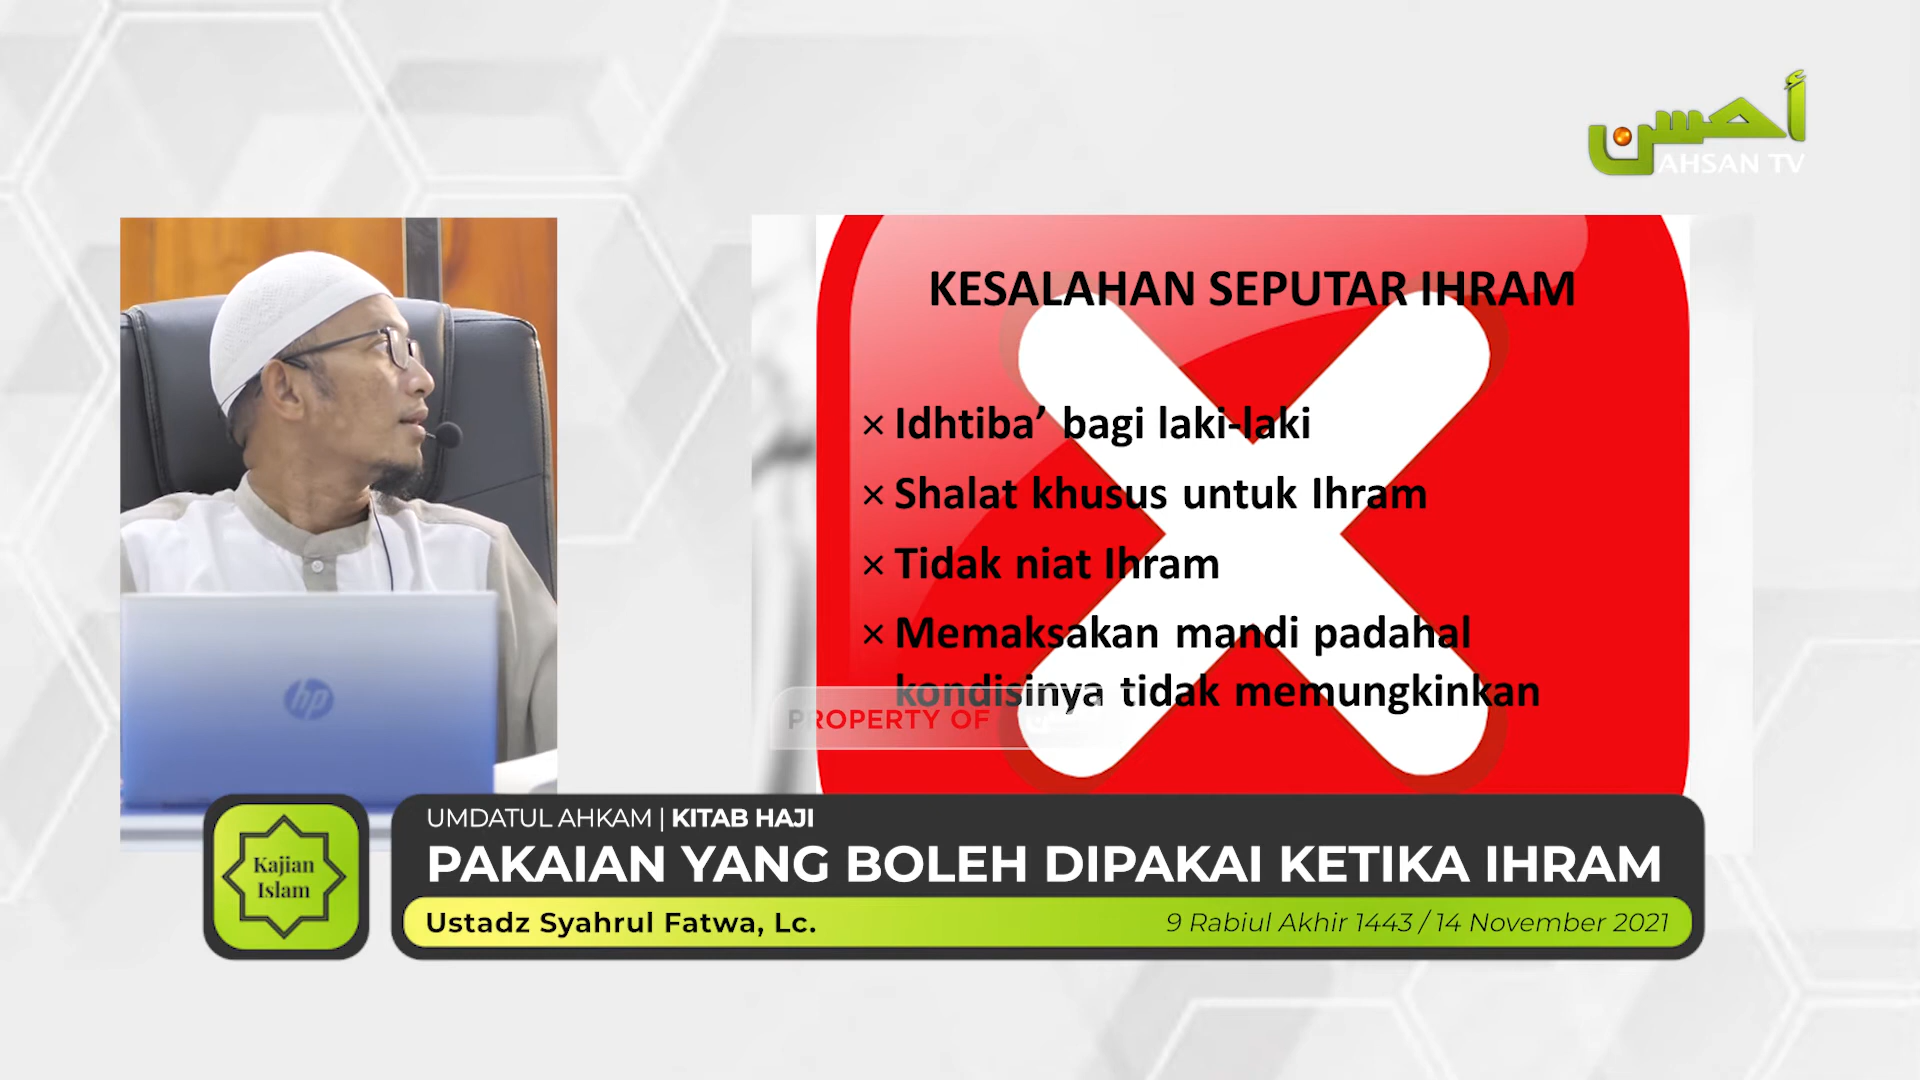 أحسن
AHSAN TV
KESALAHAN SEPUTAR IHRAM
× Idhtiba’ bagi laki-laki
× Shalat khusus untuk Ihram
× Tidak niat Ihram
× Memaksakan mandi padahal
kondisinya tidak memungkinkan
PROPERTY OF
hp
Kajian
Islam
UMDATUL AHKAM | KITAB HAJI
PAKAIAN YANG BOLEH DIPAKAI KETIKA IHRAM
Ustadz Syahrul Fatwa, Lc.
9 Rabiul Akhir 1443 / 14 November 2021